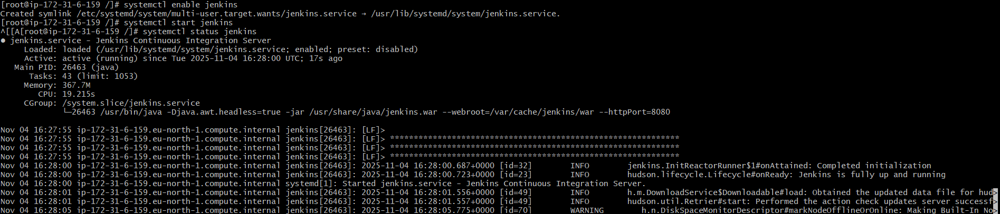 [root@ip-172-31-6-159 /]# systemctl enable jenkins
Created symlink /etc/systemd/system/multi-user.target.wants/jenkins.service → /usr/lib/systemd/system/jenkins.service.
[root@ip-172-31-6-159 /]# systemctl start jenkins
^[[A[root@ip-172-31-6-159 /]# systemctl status jenkins
● jenkins.service - Jenkins Continuous Integration Server
     Loaded: loaded (/usr/lib/systemd/system/jenkins.service; enabled; preset: disabled)
     Active: active (running) since Tue 2025-11-04 16:28:00 UTC; 17s ago
   Main PID: 26463 (java)
      Tasks: 43 (limit: 1053)
     Memory: 367.7M
        CPU: 19.215s
     CGroup: /system.slice/jenkins.service
             └─26463 /usr/bin/java -Djava.awt.headless=true -jar /usr/share/java/jenkins.war --webroot=/var/cache/jenkins/war --httpPort=8080
Nov 04 16:27:55 ip-172-31-6-159.eu-north-1.compute.internal jenkins[26463]: [LF]>
Nov 04 16:27:55 ip-172-31-6-159.eu-north-1.compute.internal jenkins[26463]: [LF]> *************************************************************
Nov 04 16:27:55 ip-172-31-6-159.eu-north-1.compute.internal jenkins[26463]: [LF]> *************************************************************
Nov 04 16:27:55 ip-172-31-6-159.eu-north-1.compute.internal jenkins[26463]: [LF]> *************************************************************
Nov 04 16:28:00 ip-172-31-6-159.eu-north-1.compute.internal jenkins[26463]: 2025-11-04 16:28:00.687+0000 [id=32]        INFO        jenkins.InitReactorRunner$1#onAttained: Completed initialization
Nov 04 16:28:00 ip-172-31-6-159.eu-north-1.compute.internal jenkins[26463]: 2025-11-04 16:28:00.723+0000 [id=23]        INFO        hudson.lifecycle.Lifecycle#onReady: Jenkins is fully up and running
Nov 04 16:28:00 ip-172-31-6-159.eu-north-1.compute.internal systemd[1]: Started jenkins.service - Jenkins Continuous Integration Server.
Nov 04 16:28:01 ip-172-31-6-159.eu-north-1.compute.internal jenkins[26463]: 2025-11-04 16:28:01.556+0000 [id=49]        INFO        h.m.DownloadService$Downloadable#load: Obtained the updated data file for hud>
Nov 04 16:28:01 ip-172-31-6-159.eu-north-1.compute.internal jenkins[26463]: 2025-11-04 16:28:01.557+0000 [id=49]        INFO        hudson.util.Retrier#start: Performed the action check updates server successf>
Nov 04 16:28:05 ip-172-31-6-159.eu-north-1.compute.internal jenkins[26463]: 2025-11-04 16:28:05.775+0000 [id=70]        WARNING        h.n.DiskSpaceMonitorDescriptor#markNodeOfflineOrOnline: Making Built-In No>